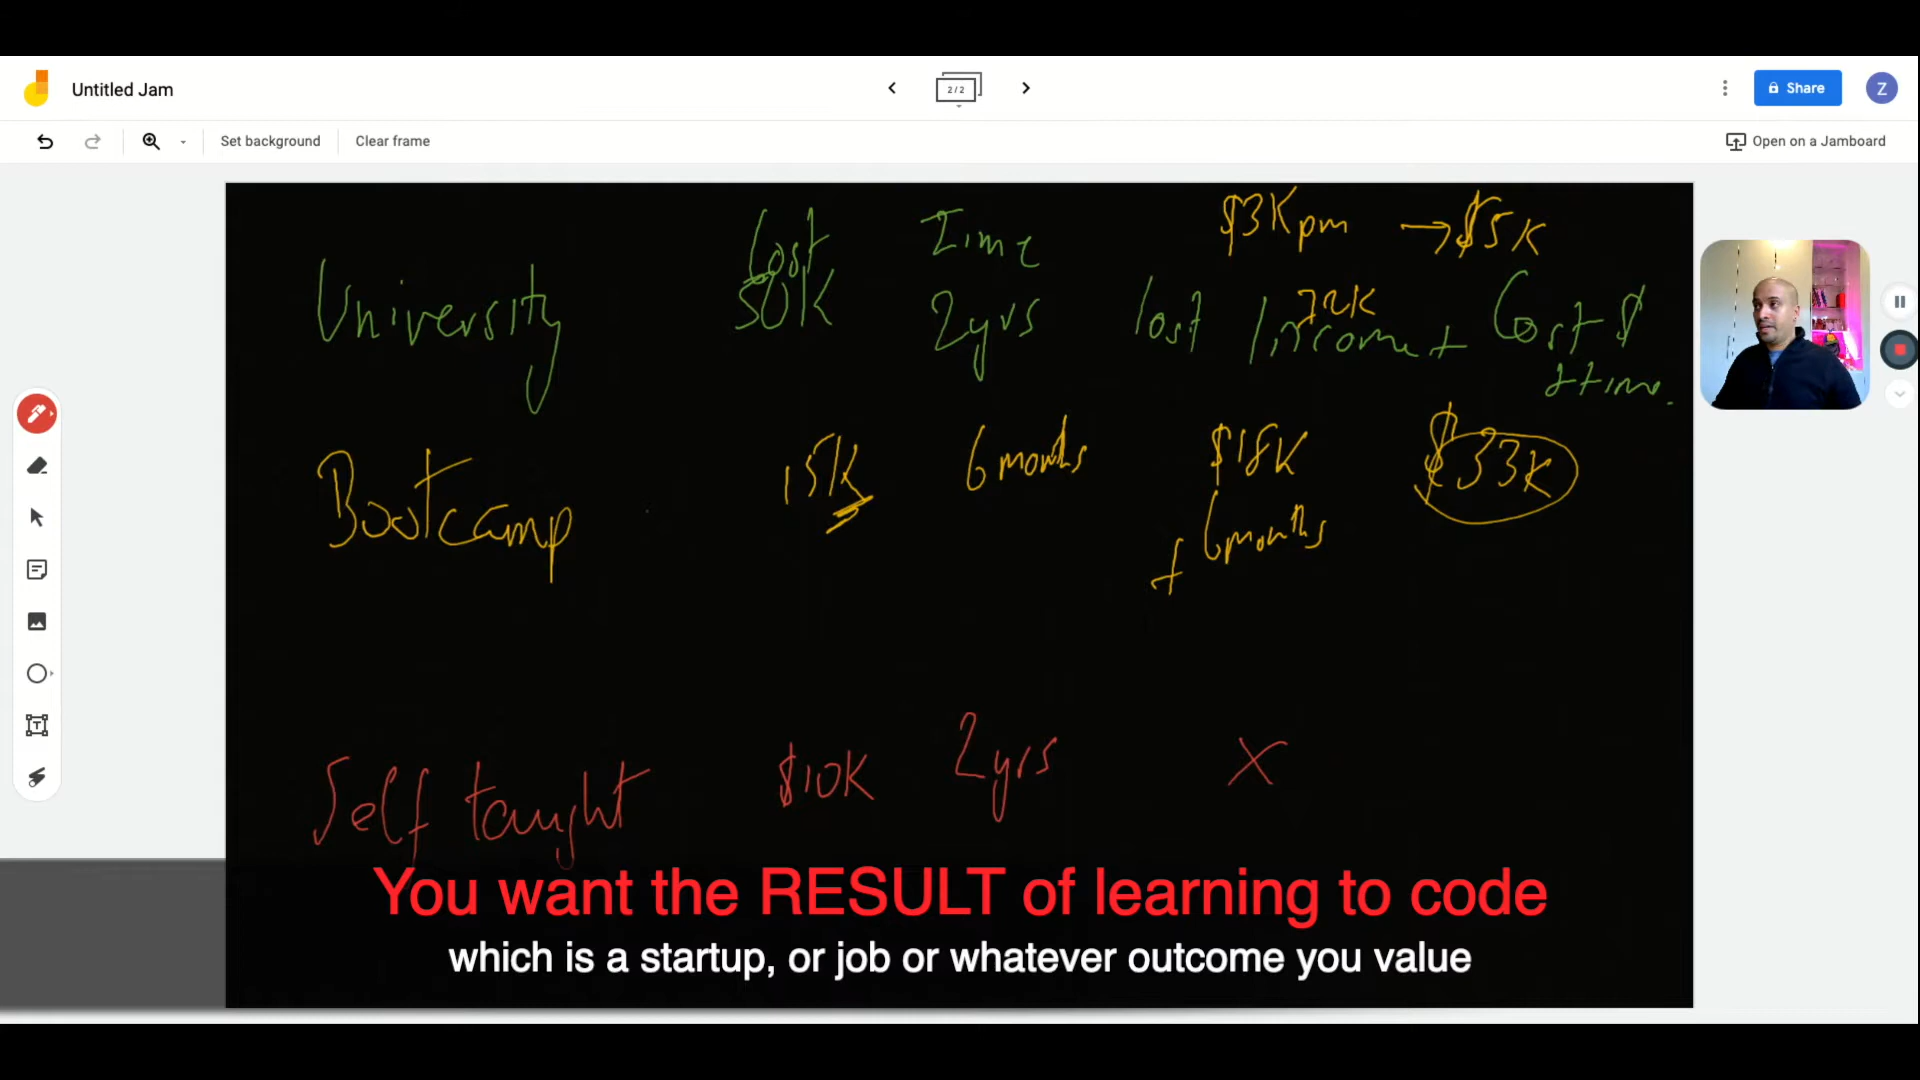 Untitled Jam
2 / 2
Share
Z
Set background
Clear frame
Open on a Jamboard
$3K pm → $5K
Cost Time
University 50K 2yrs lost Income + Cost $
72K
+ time.
Bootcamp 15K 6 months $18K $33K
+ 6 months
Self taught $10K 2yrs X
You want the RESULT of learning to code
which is a startup, or job or whatever outcome you value